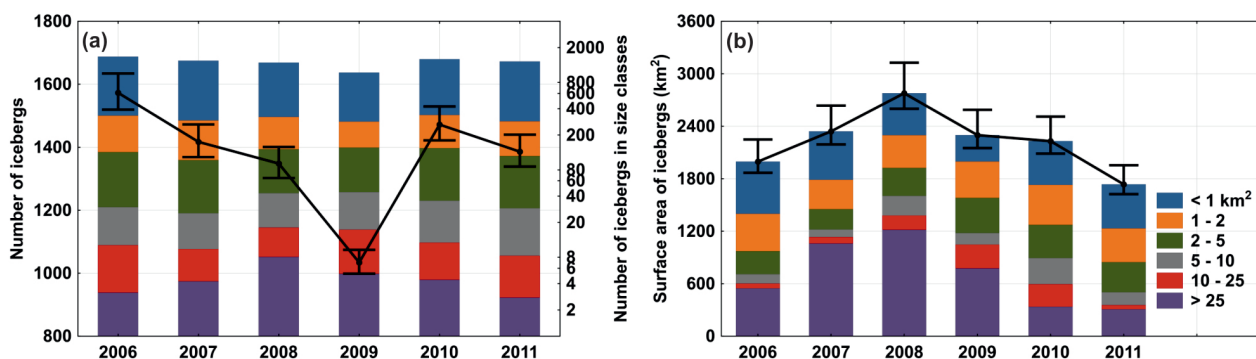 (a)
Number of icebergs
1800
1600
1400
1200
1000
800
2006 2007 2008 2009 2010 2011
2000
800
600
400
200
80
60
40
20
8
6
4
2
Number of icebergs in size classes
(b)
Surface area of icebergs (km²)
3600
3000
2400
1800
1200
600
0
2006 2007 2008 2009 2010 2011
< 1 km²
1 - 2
2 - 5
5 - 10
10 - 25
> 25